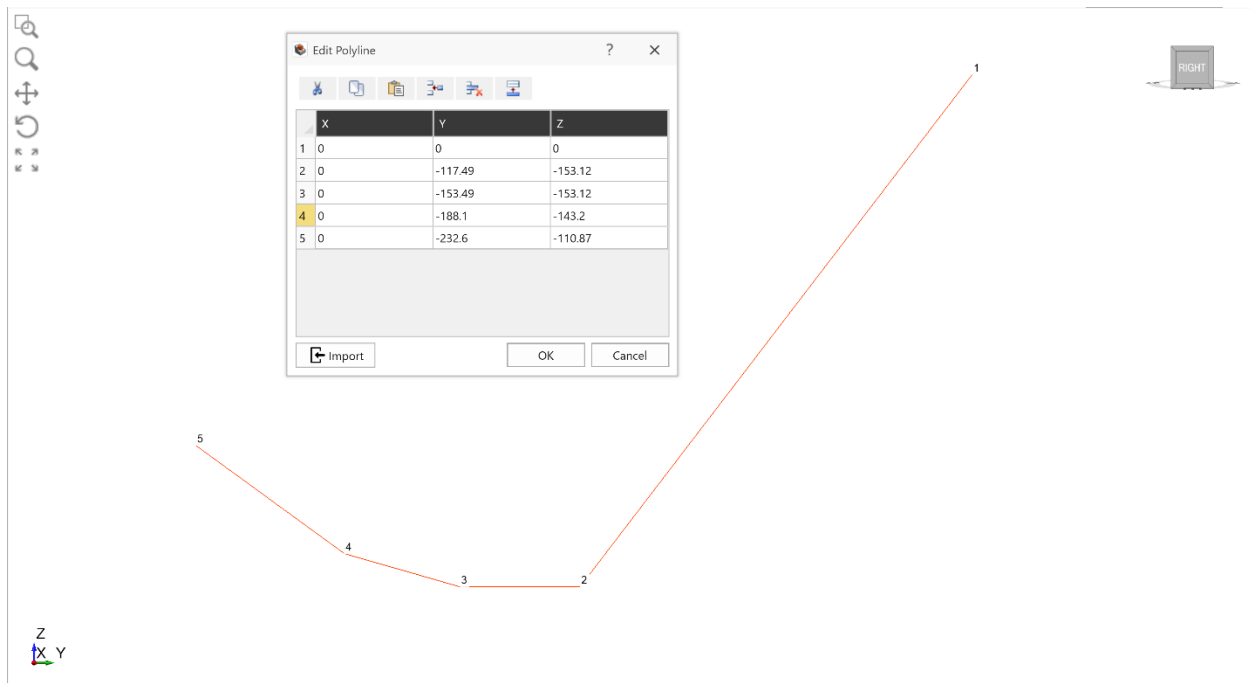 Edit Polyline ? ×
X Y Z
1 0 0 0
2 0 -117.49 -153.12
3 0 -153.49 -153.12
4 0 -188.1 -143.2
5 0 -232.6 -110.87
Import OK Cancel
1
RIGHT
5
4
3
2
Z
X Y